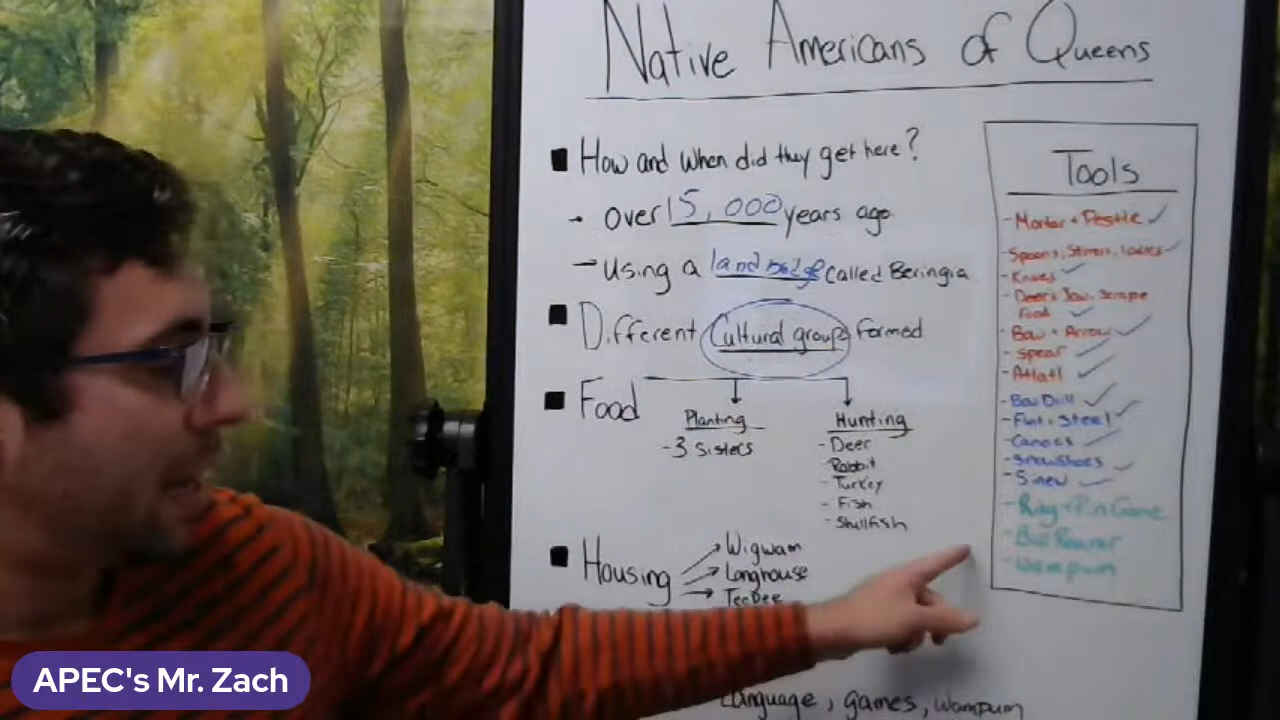 Native Americans of Queens
■ How and when did they get here?
→ over 15,000 years ago
→ Using a land bridge called Beringia
■ Different Cultural groups formed
■ Food
Planting
- 3 Sisters
Hunting
- Deer
- Rabbit
- Turkey
- Fish
- Shellfish
■ Housing
Wigwam
Longhouse
TeePee
Language, games, wampum
Tools
- Mortar + Pestle ✓
- Spoons, Stirrers, Ladles ✓
- Knives ✓
- Deer's Jaw, Scrape
Food ✓
- Bow + Arrow ✓
- Spear ✓
- Atlatl ✓
- Bow Drill ✓
- Flint + Steel ✓
- Canoes ✓
- Snowshoes ✓
- Sinew ✓
- Ring + Pin Game
- Bull Roarer
- Wampum
APEC's Mr. Zach